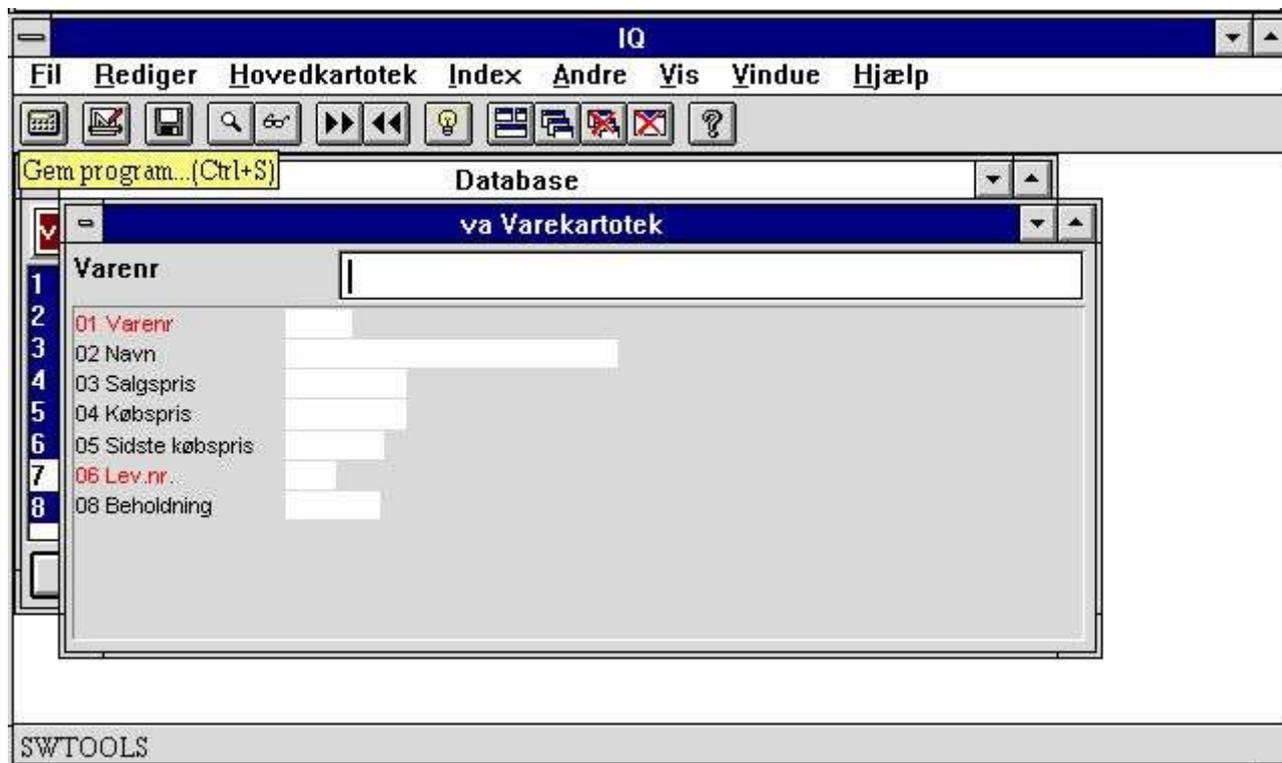 IQ
Fil Rediger Hovedkartotek Index Andre Vis Vindue Hjælp
Gem program...(Ctrl+S)
Database
va Varekartotek
v
Varenr
1
2
3
4
5
6
7
8
01 Varenr
02 Navn
03 Salgspris
04 Købspris
05 Sidste købspris
06 Lev.nr.
08 Beholdning
SWTOOLS